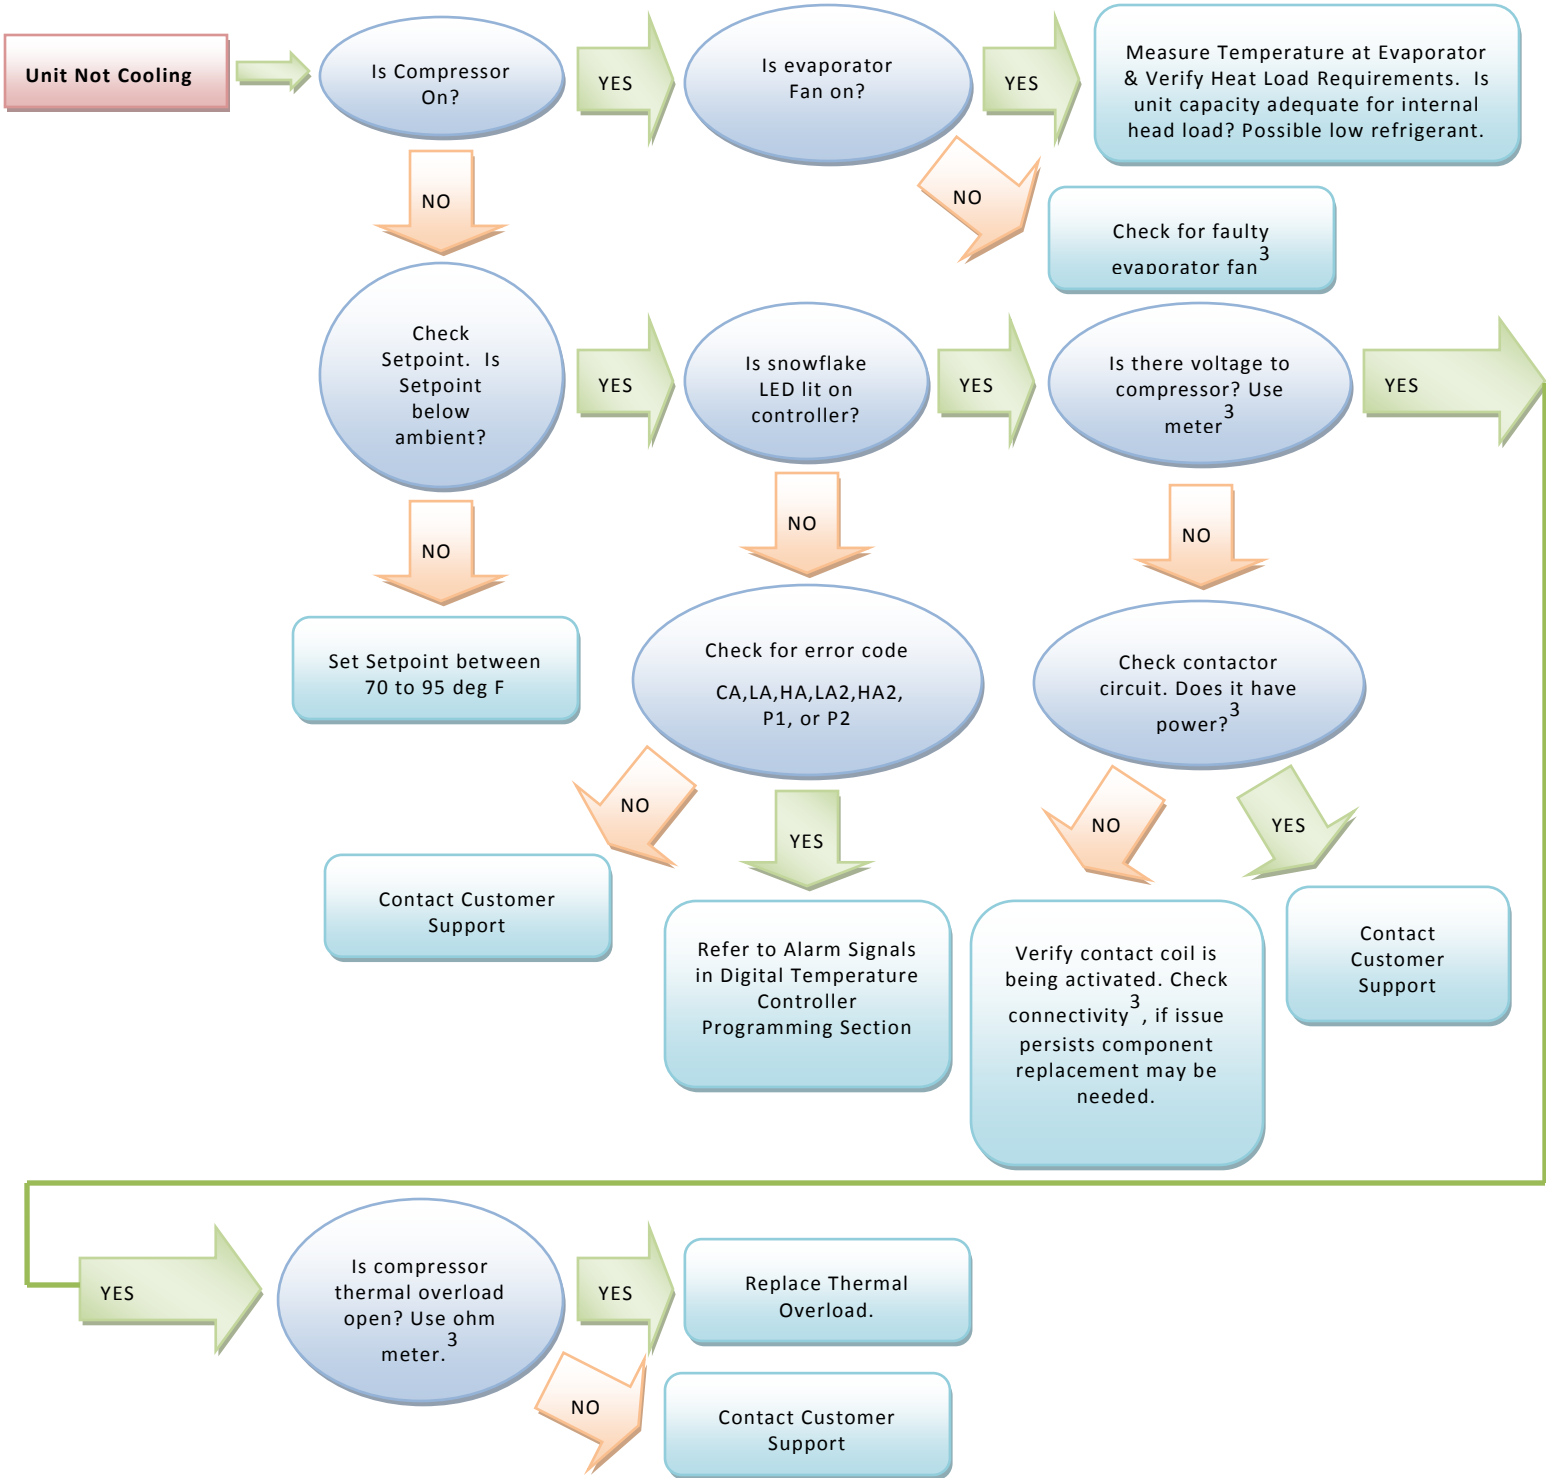 Unit Not Cooling
Is Compressor
On?
YES
Is evaporator
Fan on?
YES
Measure Temperature at Evaporator
& Verify Heat Load Requirements. Is
unit capacity adequate for internal
head load? Possible low refrigerant.
NO
NO
Check for faulty
evaporator fan3
Check
Setpoint. Is
Setpoint
below
ambient?
YES
Is snowflake
LED lit on
controller?
YES
Is there voltage to
compressor? Use
meter3
YES
NO
NO
NO
Set Setpoint between
70 to 95 deg F
Check for error code
CA,LA,HA,LA2,HA2,
P1, or P2
Check contactor
circuit. Does it have
power?3
NO
YES
NO
YES
Contact Customer
Support
Refer to Alarm Signals
in Digital Temperature
Controller
Programming Section
Verify contact coil is
being activated. Check
connectivity3, if issue
persists component
replacement may be
needed.
Contact
Customer
Support
YES
Is compressor
thermal overload
open? Use ohm
meter.3
YES
Replace Thermal
Overload.
NO
Contact Customer
Support